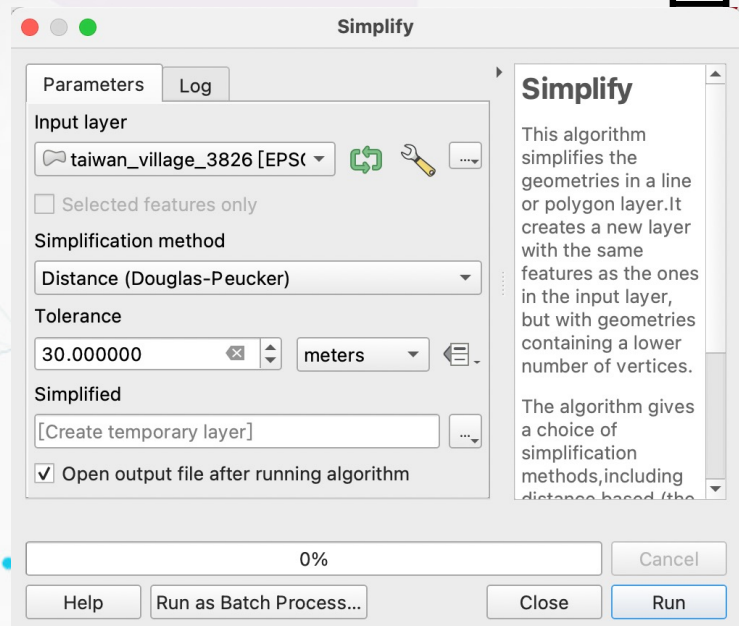 Simplify
Parameters
Log
Input layer
taiwan_village_3826 [EPS(
...
Selected features only
Simplification method
Distance (Douglas-Peucker)
Tolerance
30.000000
meters
Simplified
[Create temporary layer]
...
Open output file after running algorithm
Simplify
This algorithm
simplifies the
geometries in a line
or polygon layer.It
creates a new layer
with the same
features as the ones
in the input layer,
but with geometries
containing a lower
number of vertices.
The algorithm gives
a choice of
simplification
methods,including
distance based (the
0%
Cancel
Help
Run as Batch Process...
Close
Run